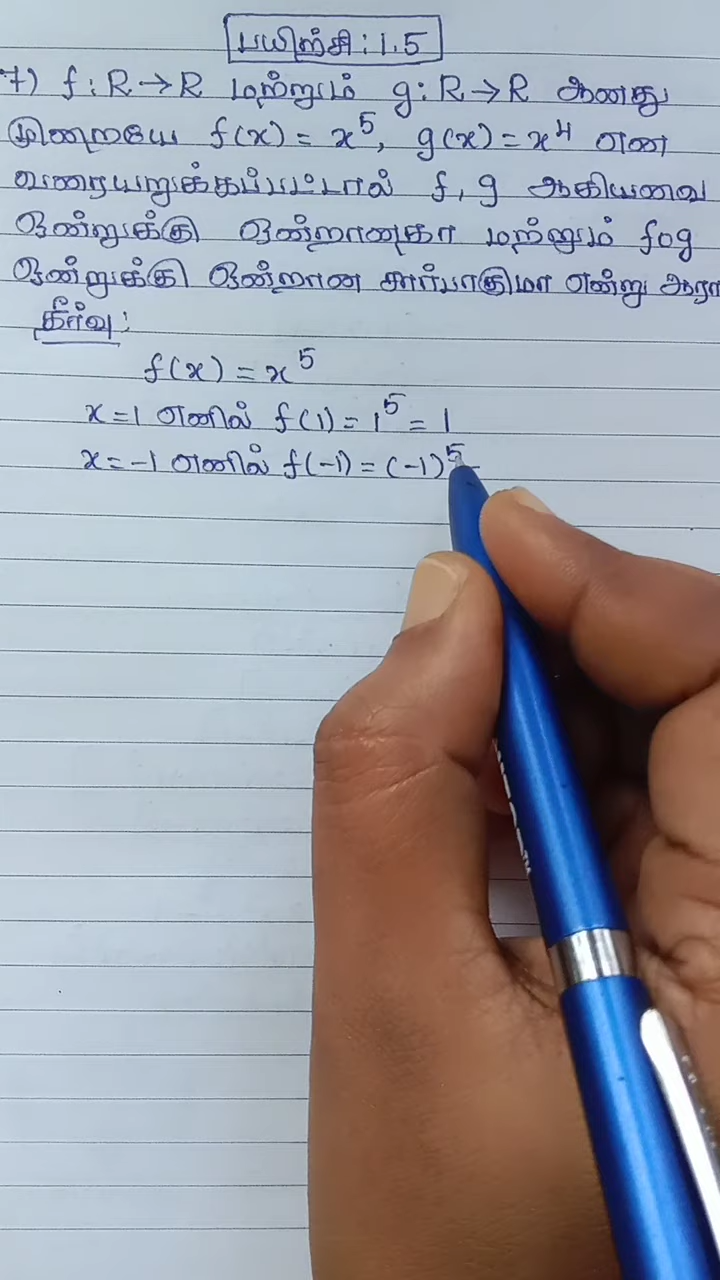 பயிற்சி : 1.5
7) f : R → R மற்றும் g : R → R ஆனது
முறையே f(x) = x⁵, g(x) = x⁴ என
வரையறுக்கப்பட்டால் f, g ஆகியவை
ஒன்றுக்கு ஒன்றானதா மற்றும் fog
ஒன்றுக்கு ஒன்றான சார்பாகுமா என்று ஆரா
தீர்வு :
f(x) = x⁵
x = 1 எனில் f(1) = 1⁵ = 1
x = -1 எனில் f(-1) = (-1)⁵